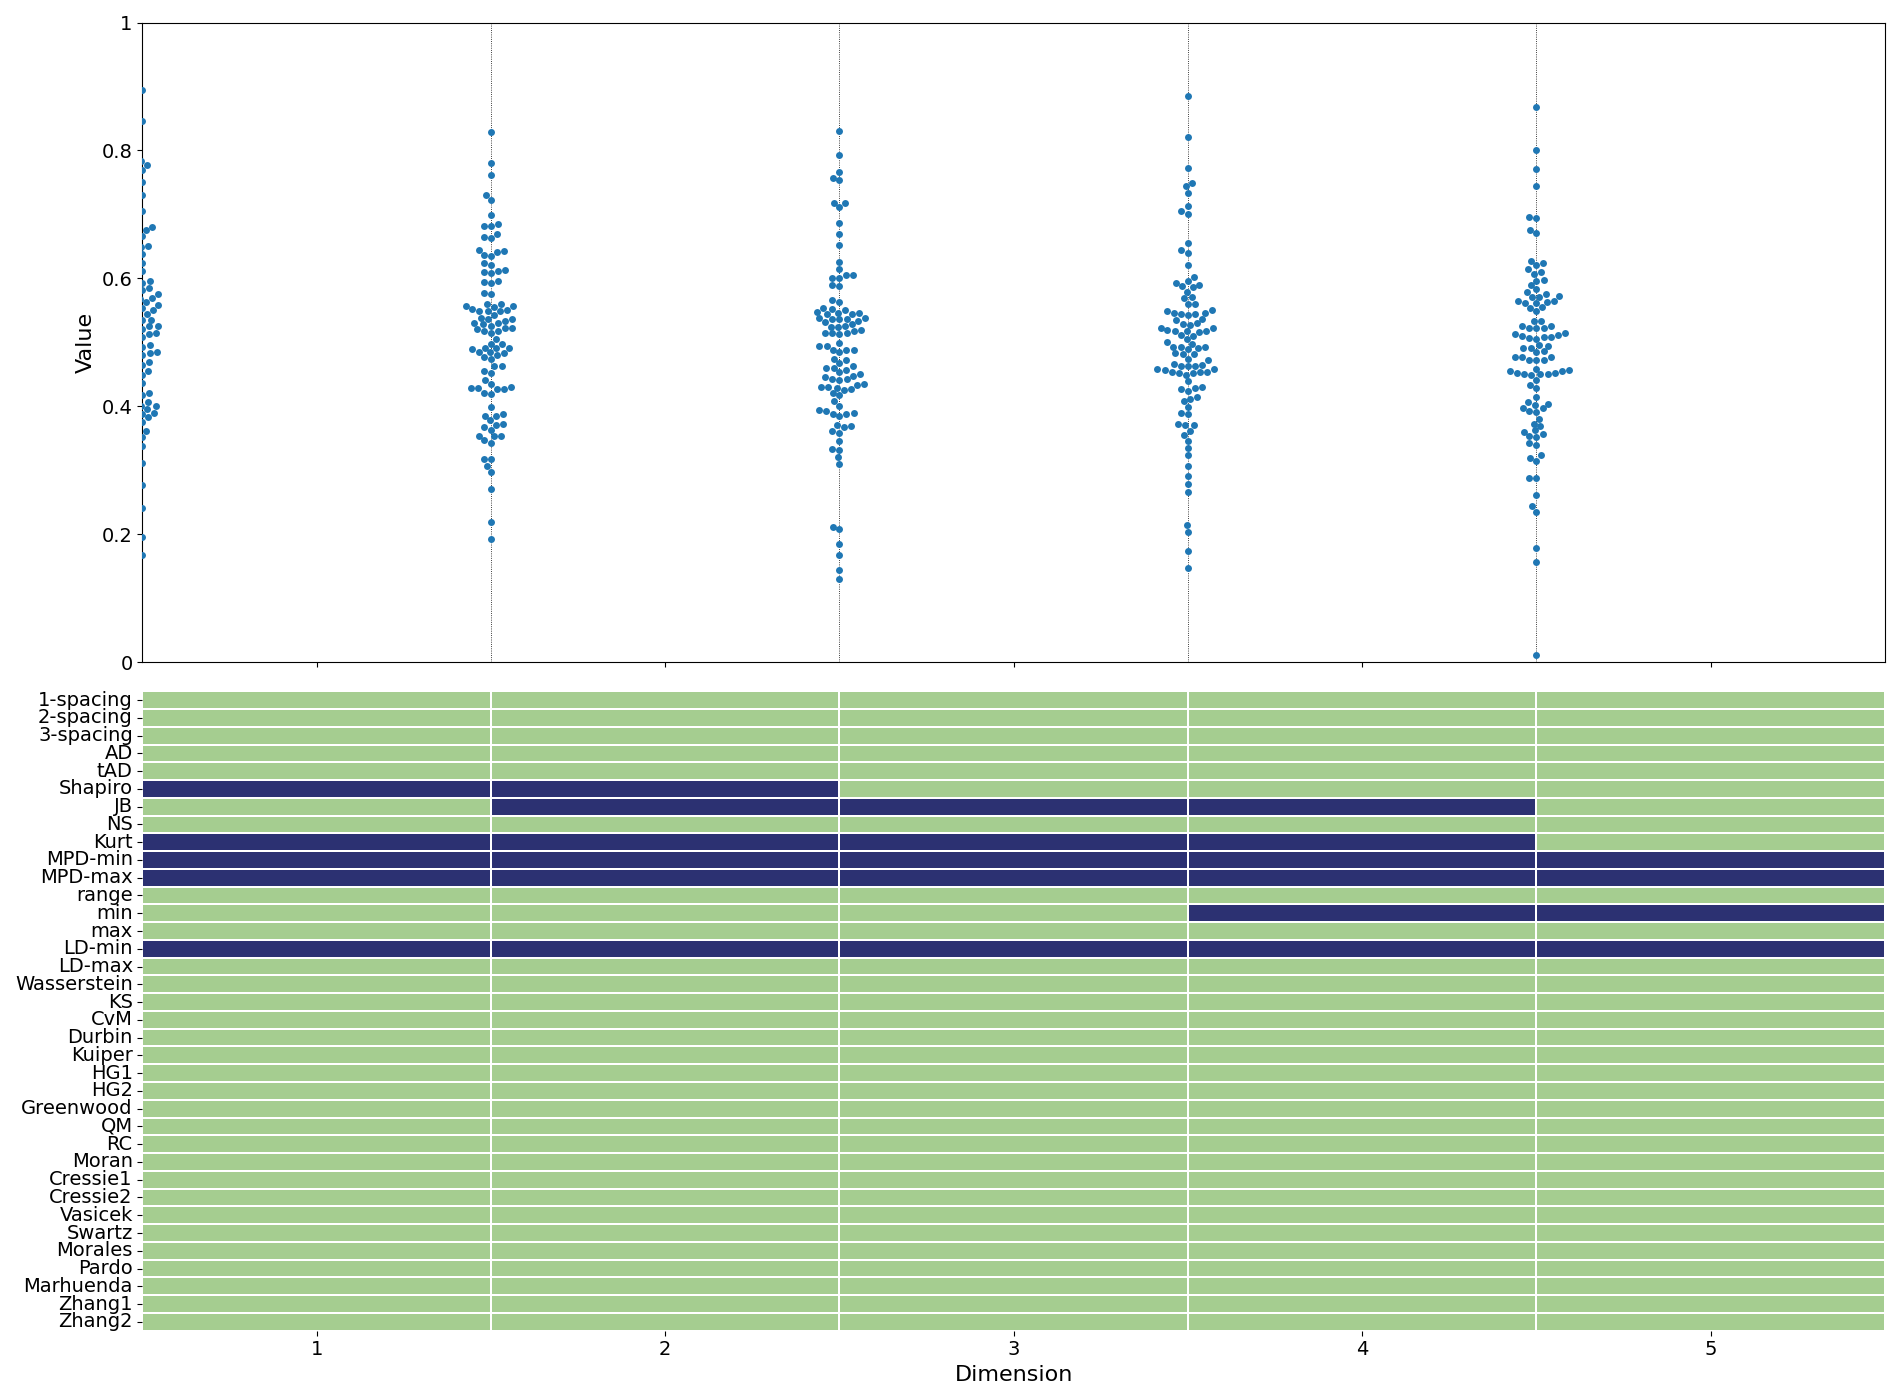 1
0.8
0.6
0.4
0.2
0
Value
1-spacing
2-spacing
3-spacing
AD
tAD
Shapiro
JB
NS
Kurt
MPD-min
MPD-max
range
min
max
LD-min
LD-max
Wasserstein
KS
CvM
Durbin
Kuiper
HG1
HG2
Greenwood
QM
RC
Moran
Cressie1
Cressie2
Vasicek
Swartz
Morales
Pardo
Marhuenda
Zhang1
Zhang2
1 2 3 4 5
Dimension